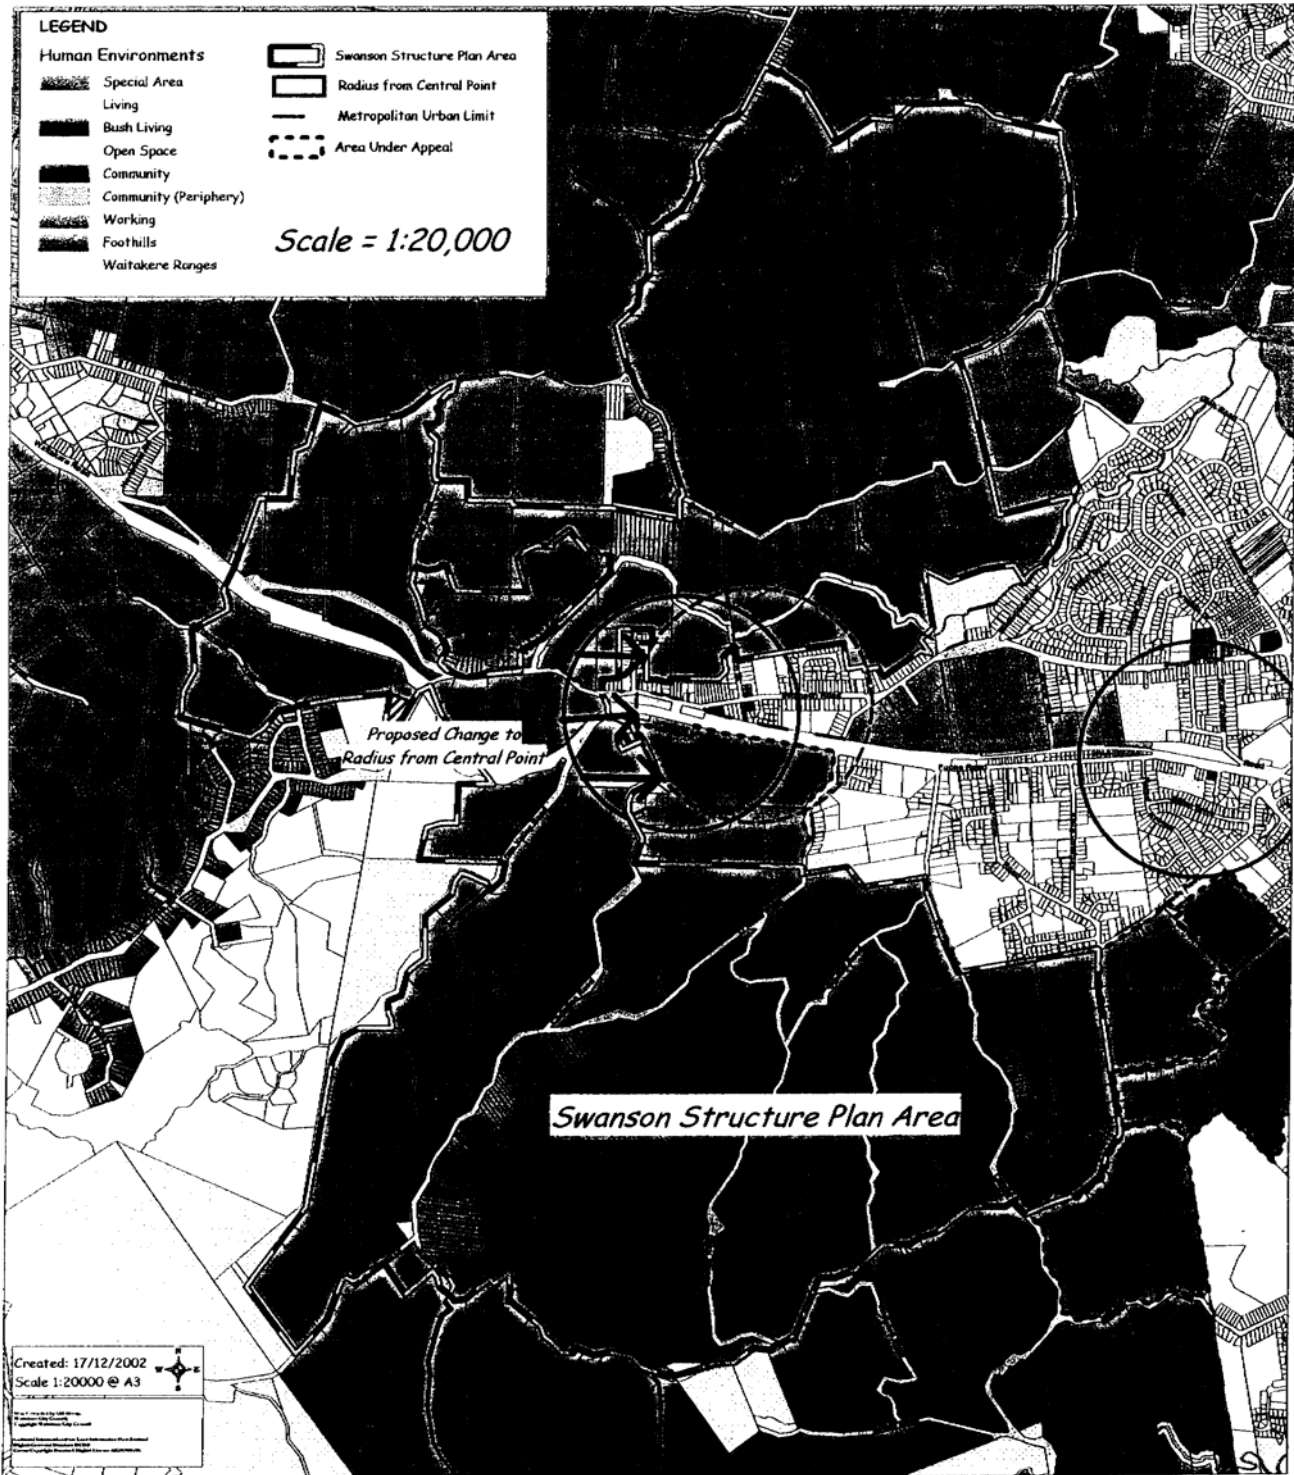 LEGEND
Human Environments
Special Area
Living
Bush Living
Open Space
Community
Community (Periphery)
Working
Foothills
Waitakere Ranges
Swanson Structure Plan Area
Radius from Central Point
Metropolitan Urban Limit
Area Under Appeal
Scale = 1:20,000
Proposed Change to
Radius from Central Point
Swanson Structure Plan Area
Created: 17/12/2002
Scale 1:20000 @ A3
N
W
E
S